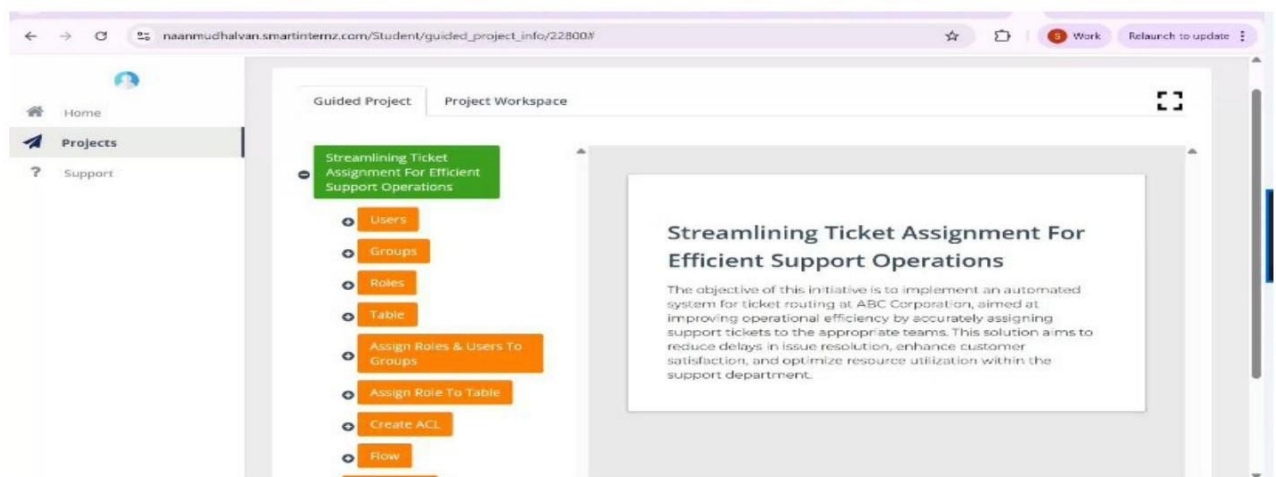 naanmudhalvan.smartinternz.com/Student/guided_project_info/22800#
S Work
Relaunch to update
Home
Projects
? Support
Guided Project
Project Workspace
Streamlining Ticket
Assignment For Efficient
Support Operations
Users
Groups
Roles
Table
Assign Roles & Users To
Groups
Assign Role To Table
Create ACL
Flow
Streamlining Ticket Assignment For
Efficient Support Operations
The objective of this initiative is to implement an automated
system for ticket routing at ABC Corporation, aimed at
improving operational efficiency by accurately assigning
support tickets to the appropriate teams. This solution aims to
reduce delays in issue resolution, enhance customer
satisfaction, and optimize resource utilization within the
support department.